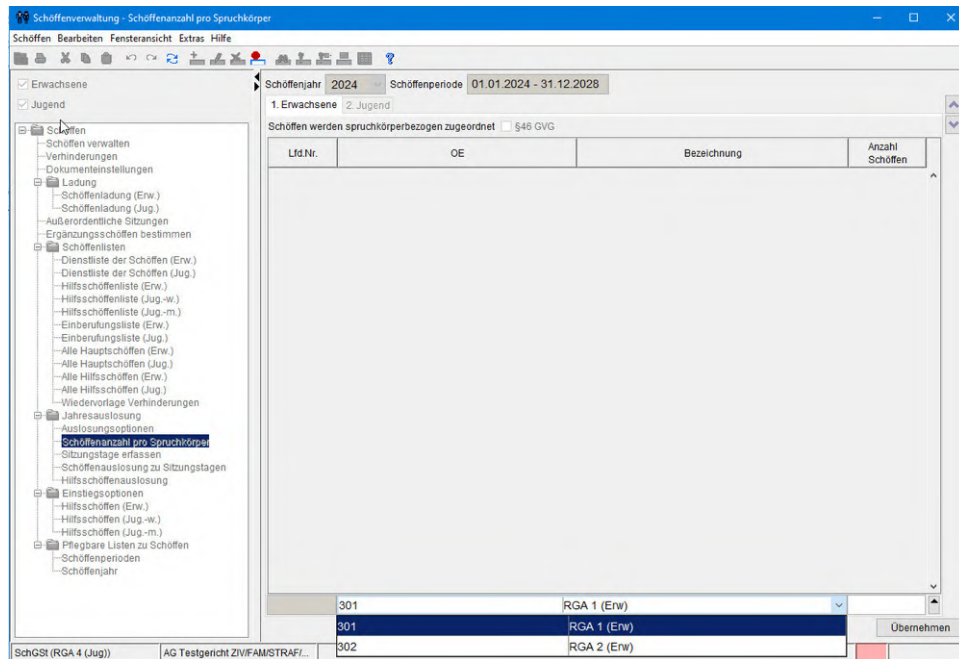 Schöffenverwaltung - Schöffenanzahl pro Spruchkörper
Schöffen Bearbeiten Fensteransicht Extras Hilfe
Erwachsene
Jugend
Schöffen
Schöffen verwalten
Verhinderungen
Dokumenteinstellungen
Ladung
Schöffenladung (Erw.)
Schöffenladung (Jug.)
Außerordentliche Sitzungen
Ergänzungsschöffen bestimmen
Schöffenlisten
Dienstliste der Schöffen (Erw.)
Dienstliste der Schöffen (Jug.)
Hilfsschöffenliste (Erw.)
Hilfsschöffenliste (Jug.-w.)
Hilfsschöffenliste (Jug.-m.)
Einberufungsliste (Erw.)
Einberufungsliste (Jug.)
Alle Hauptschöffen (Erw.)
Alle Hauptschöffen (Jug.)
Alle Hilfsschöffen (Erw.)
Alle Hilfsschöffen (Jug.)
Wiedervorlage Verhinderungen
Jahresauslosung
Auslosungsoptionen
Schöffenanzahl pro Spruchkörper
Sitzungstage erfassen
Schöffenauslosung zu Sitzungstagen
Hilfsschöffenauslosung
Einstiegsoptionen
Hilfsschöffen (Erw.)
Hilfsschöffen (Jug.-w.)
Hilfsschöffen (Jug.-m.)
Pflegbare Listen zu Schöffen
Schöffenperioden
Schöffenjahr
Schöffenjahr 2024 Schöffenperiode 01.01.2024 - 31.12.2028
1. Erwachsene 2. Jugend
Schöffen werden spruchkörperbezogen zugeordnet §46 GVG
Lfd.Nr. OE Bezeichnung Anzahl Schöffen
301 RGA 1 (Erw)
301 RGA 1 (Erw)
302 RGA 2 (Erw)
Übernehmen
SchGSt (RGA 4 (Jug)) AG Testgericht ZIV/FAM/STRAF/...